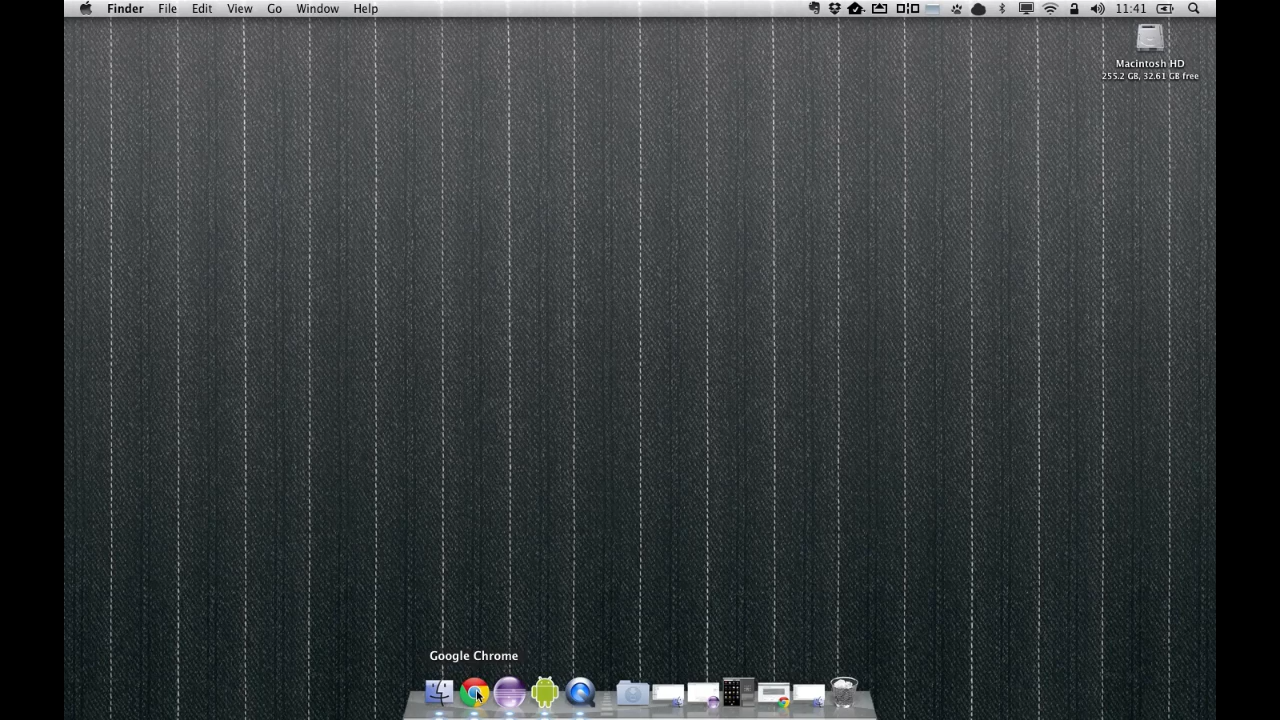 Finder File Edit View Go Window Help 11:41
Macintosh HD
255.2 GB, 32.61 GB free
Google Chrome